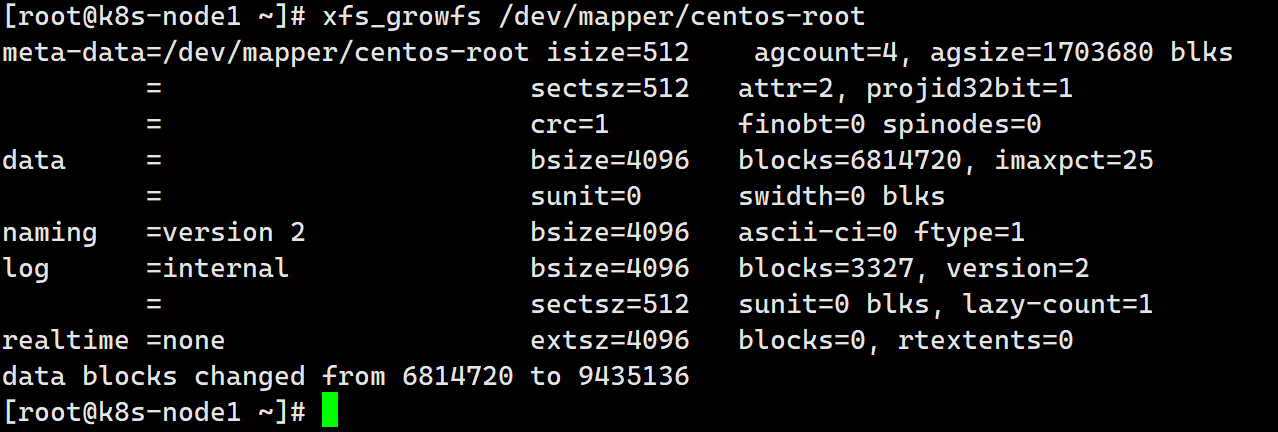 [root@k8s-node1 ~]# xfs_growfs /dev/mapper/centos-root
meta-data=/dev/mapper/centos-root isize=512    agcount=4, agsize=1703680 blks
         =                       sectsz=512   attr=2, projid32bit=1
         =                       crc=1        finobt=0 spinodes=0
data     =                       bsize=4096   blocks=6814720, imaxpct=25
         =                       sunit=0      swidth=0 blks
naming   =version 2              bsize=4096   ascii-ci=0 ftype=1
log      =internal               bsize=4096   blocks=3327, version=2
         =                       sectsz=512   sunit=0 blks, lazy-count=1
realtime =none                   extsz=4096   blocks=0, rtextents=0
data blocks changed from 6814720 to 9435136
[root@k8s-node1 ~]#